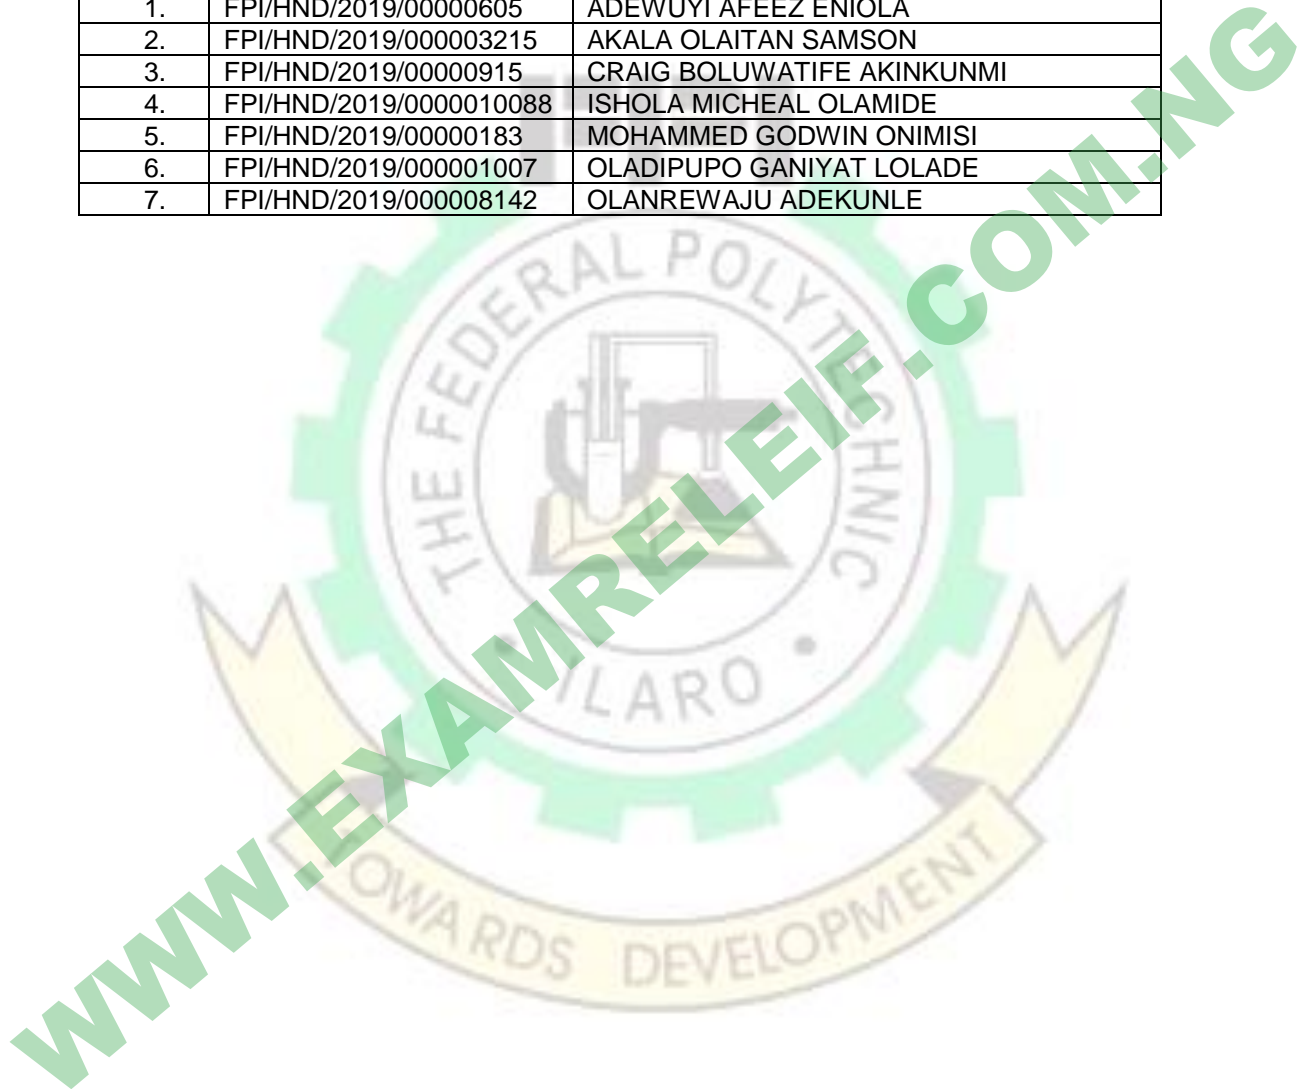 1. FPI/HND/2019/00000605 ADEWUYI AFEEZ ENIOLA
2. FPI/HND/2019/000003215 AKALA OLAITAN SAMSON
3. FPI/HND/2019/00000915 CRAIG BOLUWATIFE AKINKUNMI
4. FPI/HND/2019/0000010088 ISHOLA MICHEAL OLAMIDE
5. FPI/HND/2019/00000183 MOHAMMED GODWIN ONIMISI
6. FPI/HND/2019/000001007 OLADIPUPO GANIYAT LOLADE
7. FPI/HND/2019/000008142 OLANREWAJU ADEKUNLE
THE FEDERAL POLYTECHNIC
ILARO
TOWARDS DEVELOPMENT
WWW.EXAMRELEIF.COM.NG